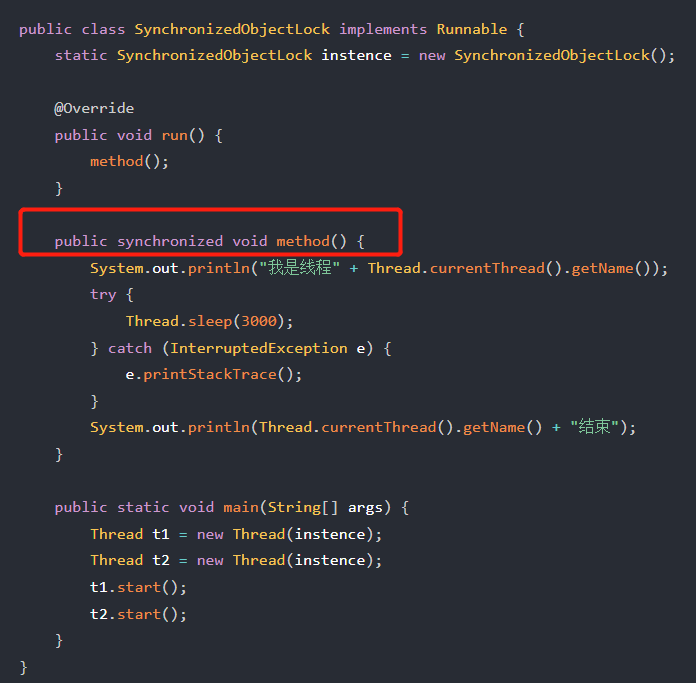 public class SynchronizedObjectLock implements Runnable {
    static SynchronizedObjectLock instence = new SynchronizedObjectLock();

    @Override
    public void run() {
        method();
    }

    public synchronized void method() {
        System.out.println("我是线程" + Thread.currentThread().getName());
        try {
            Thread.sleep(3000);
        } catch (InterruptedException e) {
            e.printStackTrace();
        }
        System.out.println(Thread.currentThread().getName() + "结束");
    }

    public static void main(String[] args) {
        Thread t1 = new Thread(instence);
        Thread t2 = new Thread(instence);
        t1.start();
        t2.start();
    }
}